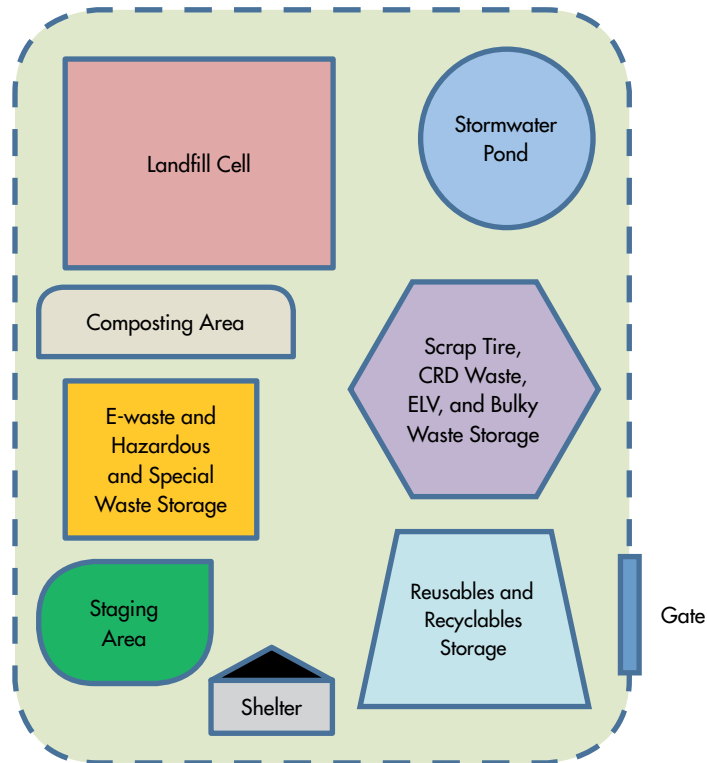 Landfill Cell
Stormwater
Pond
Composting Area
Scrap Tire,
CRD Waste,
ELV, and Bulky
Waste Storage
E-waste and
Hazardous
and Special
Waste Storage
Staging
Area
Reusables and
Recyclables
Storage
Gate
Shelter